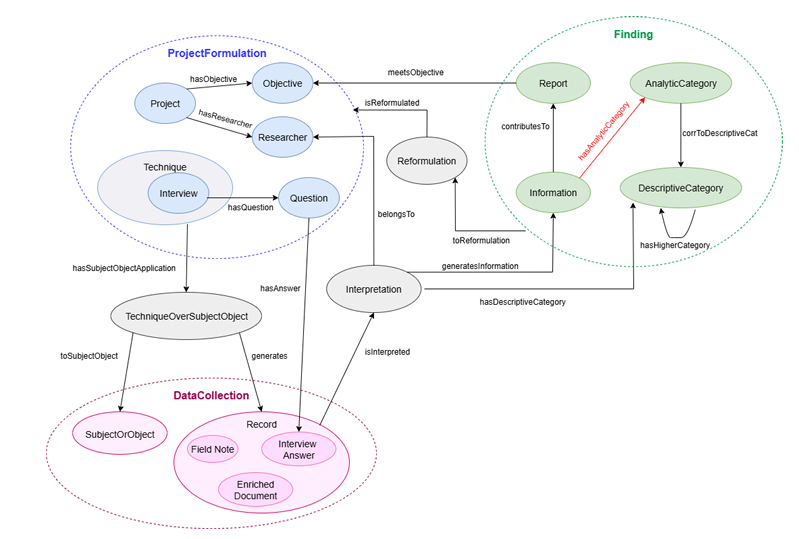 ProjectFormulation
Finding
hasObjective
Objective
meetsObjective
Report
AnalyticCategory
Project
isReformulated
hasResearcher
Researcher
contributesTo
hasAnalyticCategory
corrToDescriptiveCat
Reformulation
Technique
Interview
hasQuestion
Question
Information
DescriptiveCategory
belongsTo
toReformulation
hasHigherCategory
hasSubjectObjectApplication
generatesInformation
hasAnswer
Interpretation
hasDescriptiveCategory
TechniqueOverSubjectObject
toSubjectObject
generates
isInterpreted
DataCollection
SubjectOrObject
Record
Field Note
Interview
Answer
Enriched
Document